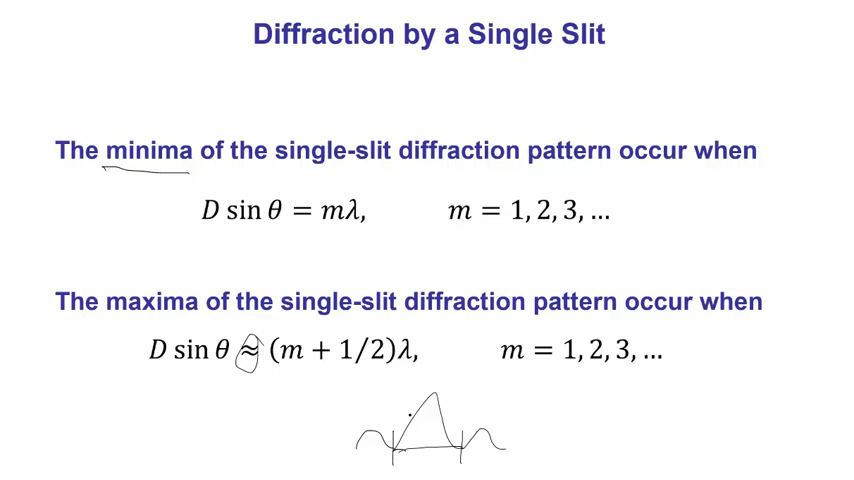 Diffraction by a Single Slit
The minima of the single-slit diffraction pattern occur when
D sin θ = mλ, m = 1, 2, 3, …
The maxima of the single-slit diffraction pattern occur when
D sin θ ≈ (m + 1/2)λ, m = 1, 2, 3, …